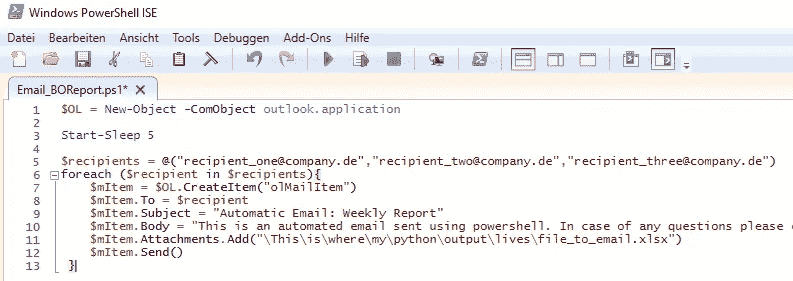 Windows PowerShell ISE
Datei Bearbeiten Ansicht Tools Debuggen Add-Ons Hilfe
Email_BOReport.ps1* X
1 $OL = New-Object -ComObject outlook.application
2
3 Start-Sleep 5
4
5 $recipients = @("recipient_one@company.de","recipient_two@company.de","recipient_three@company.de")
6 foreach ($recipient in $recipients){
7 $mItem = $OL.CreateItem("olMailItem")
8 $mItem.To = $recipient
9 $mItem.Subject = "Automatic Email: Weekly Report"
10 $mItem.Body = "This is an automated email sent using powershell. In case of any questions please
11 $mItem.Attachments.Add("\This\is\where\my\python\output\lives\file_to_email.xlsx")
12 $mItem.Send()
13 }